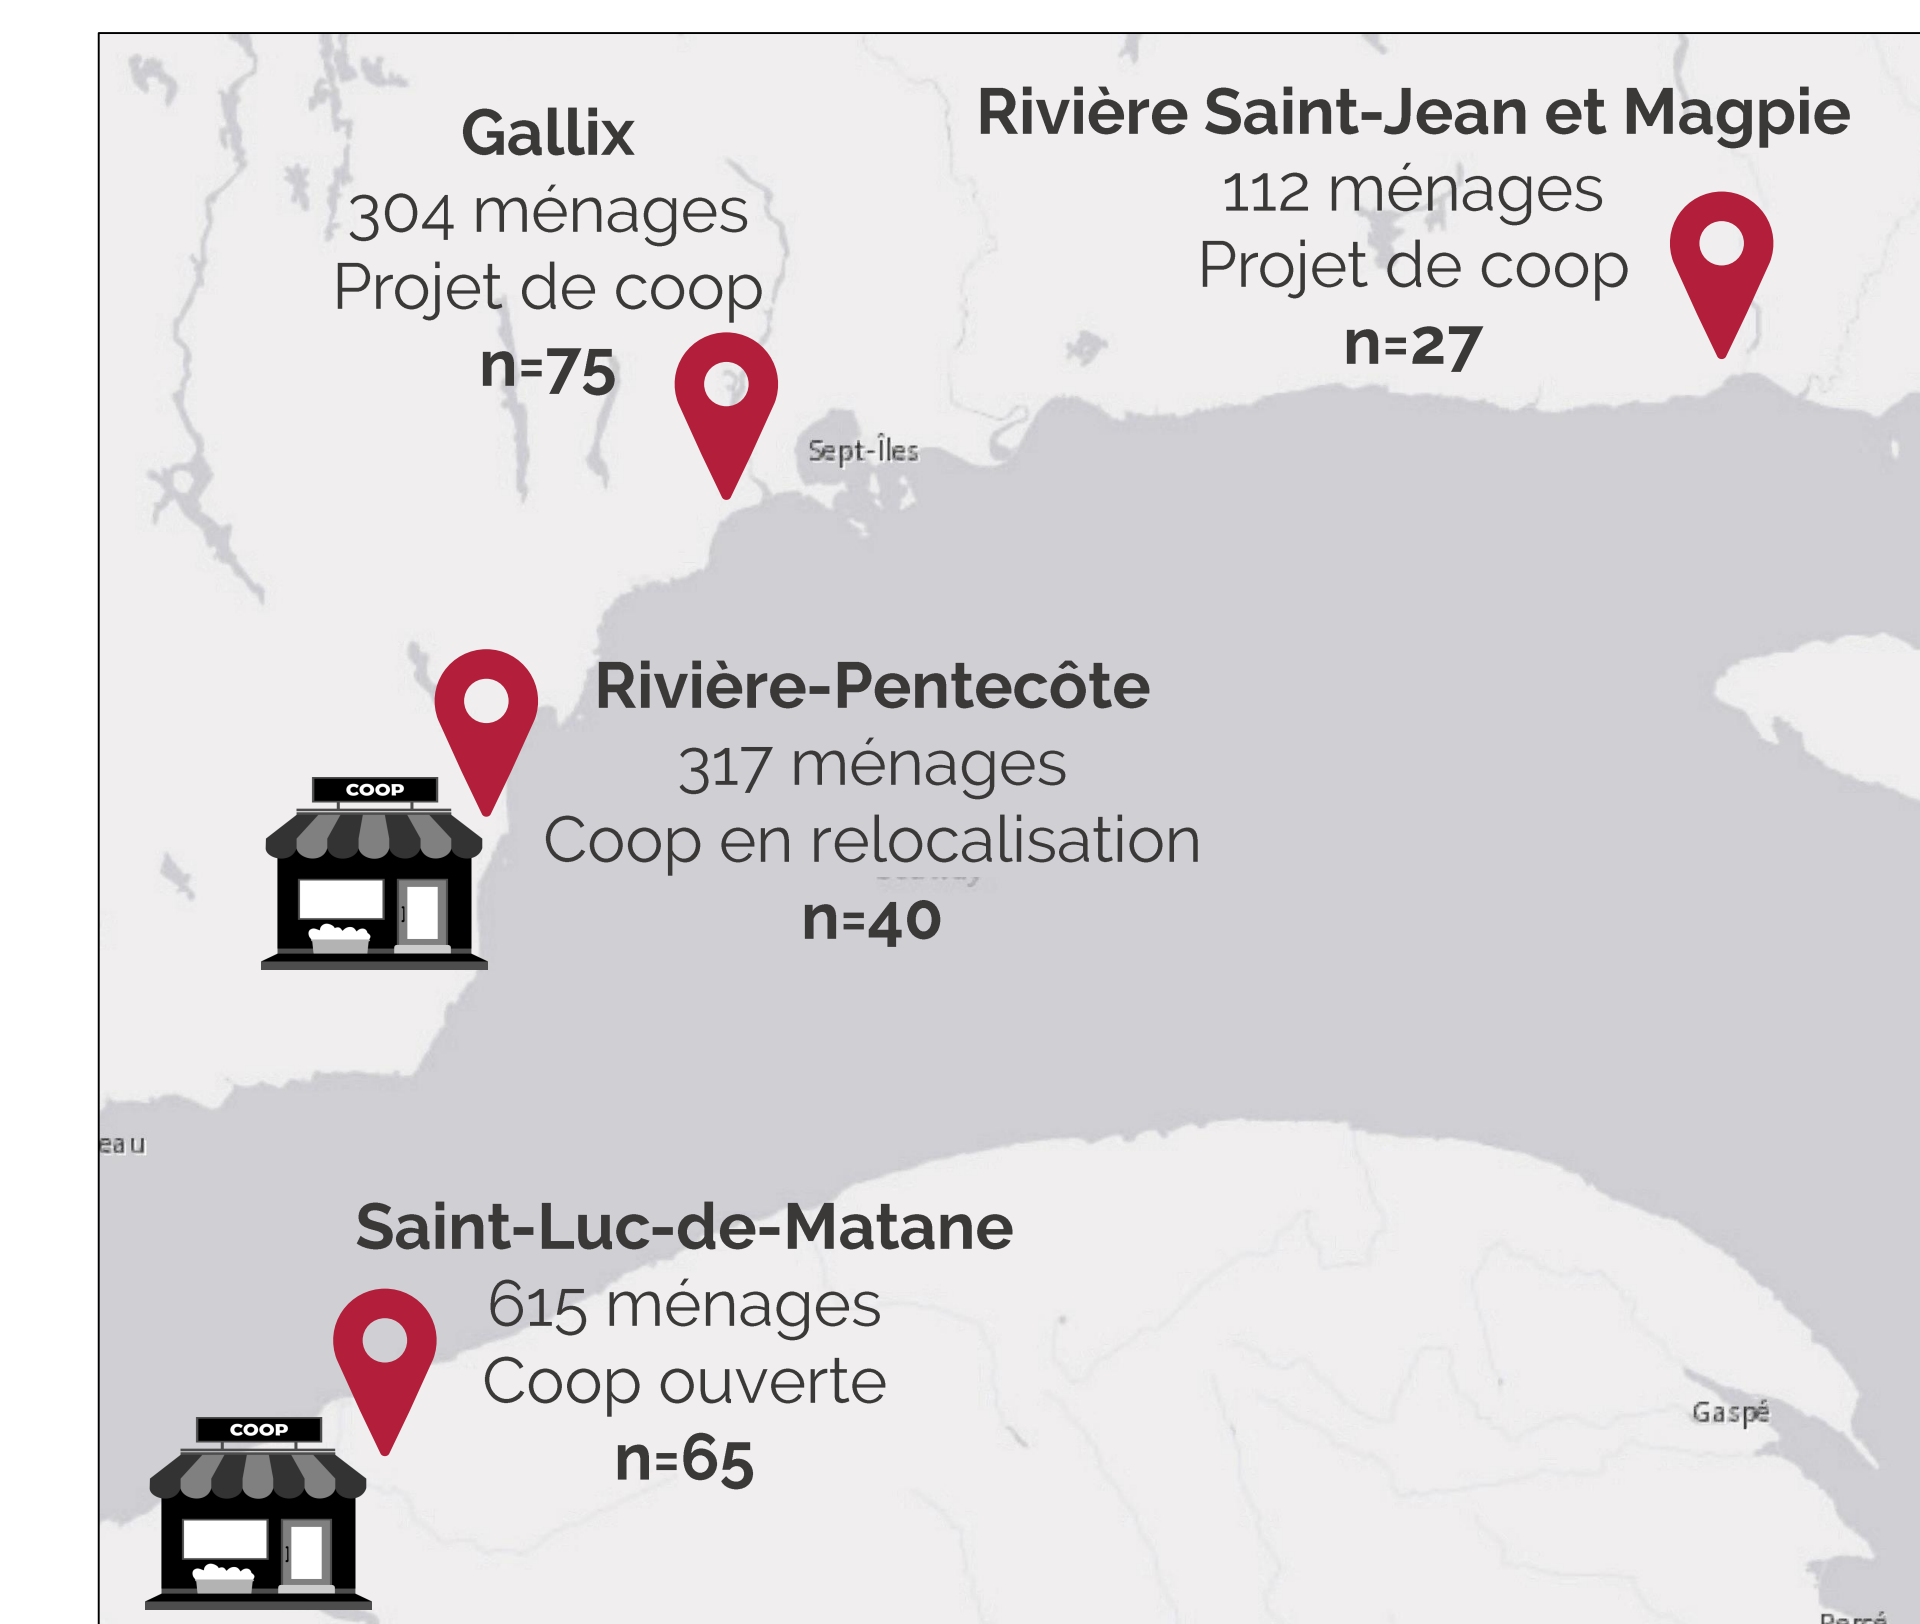 Gallix
304 ménages
Projet de coop
n=75
Rivière Saint-Jean et Magpie
112 ménages
Projet de coop
n=27
Sept-Îles
Rivière-Pentecôte
317 ménages
Coop en relocalisation
n=40
COOP
eau
Saint-Luc-de-Matane
615 ménages
Coop ouverte
n=65
COOP
Gaspé